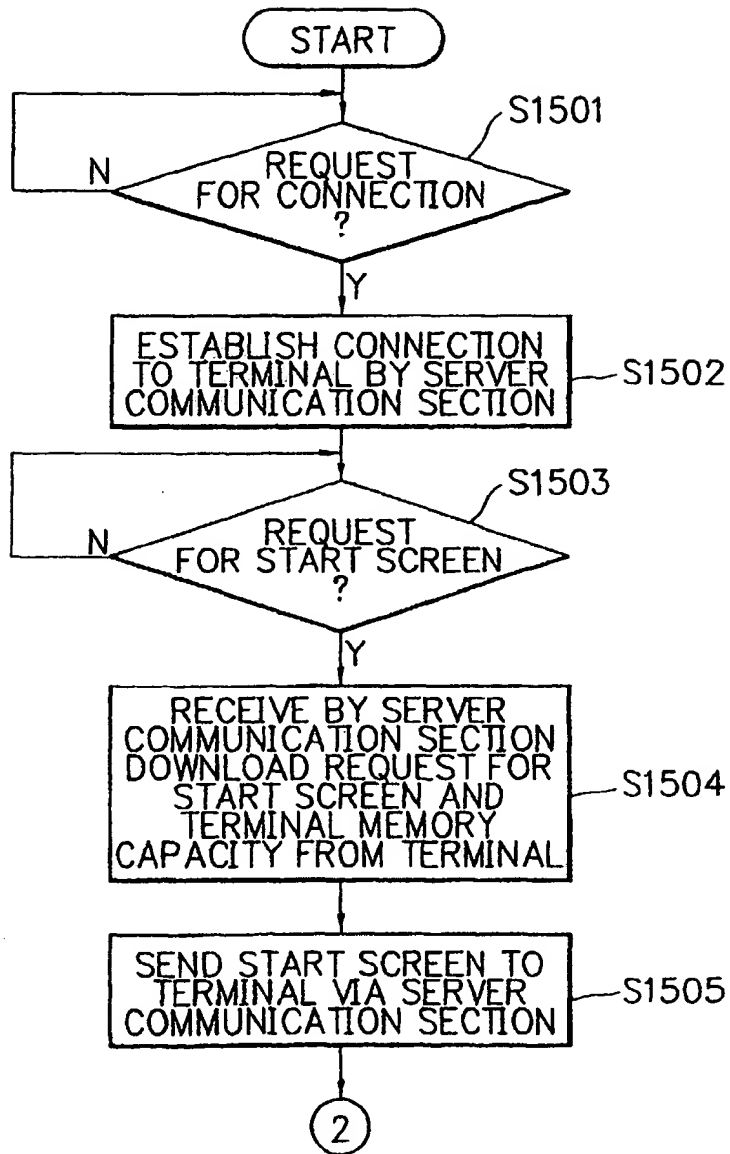 START
S1501
REQUEST
FOR CONNECTION
?
N
Y
ESTABLISH CONNECTION
TO TERMINAL BY SERVER
COMMUNICATION SECTION
S1502
S1503
REQUEST
FOR START SCREEN
?
N
Y
RECEIVE BY SERVER
COMMUNICATION SECTION
DOWNLOAD REQUEST FOR
START SCREEN AND
TERMINAL MEMORY
CAPACITY FROM TERMINAL
S1504
SEND START SCREEN TO
TERMINAL VIA SERVER
COMMUNICATION SECTION
S1505
2